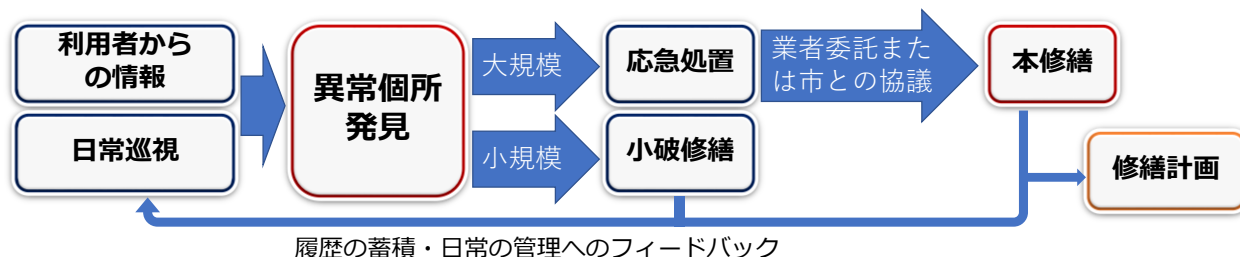 利用者から
の情報
日常巡視
異常個所
発見
大規模
小規模
応急処置
小破修繕
業者委託また
は市との協議
本修繕
修繕計画
履歴の蓄積・日常の管理へのフィードバック